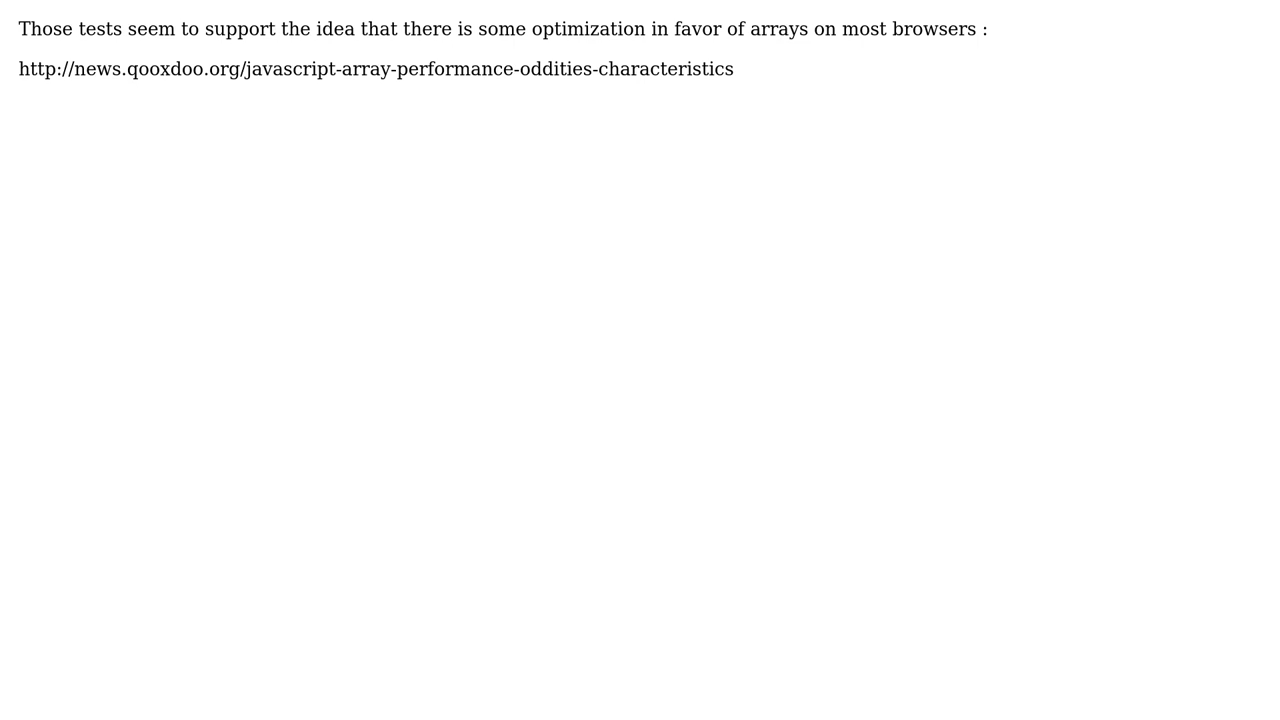 Those tests seem to support the idea that there is some optimization in favor of arrays on most browsers :
http://news.qooxdoo.org/javascript-array-performance-oddities-characteristics